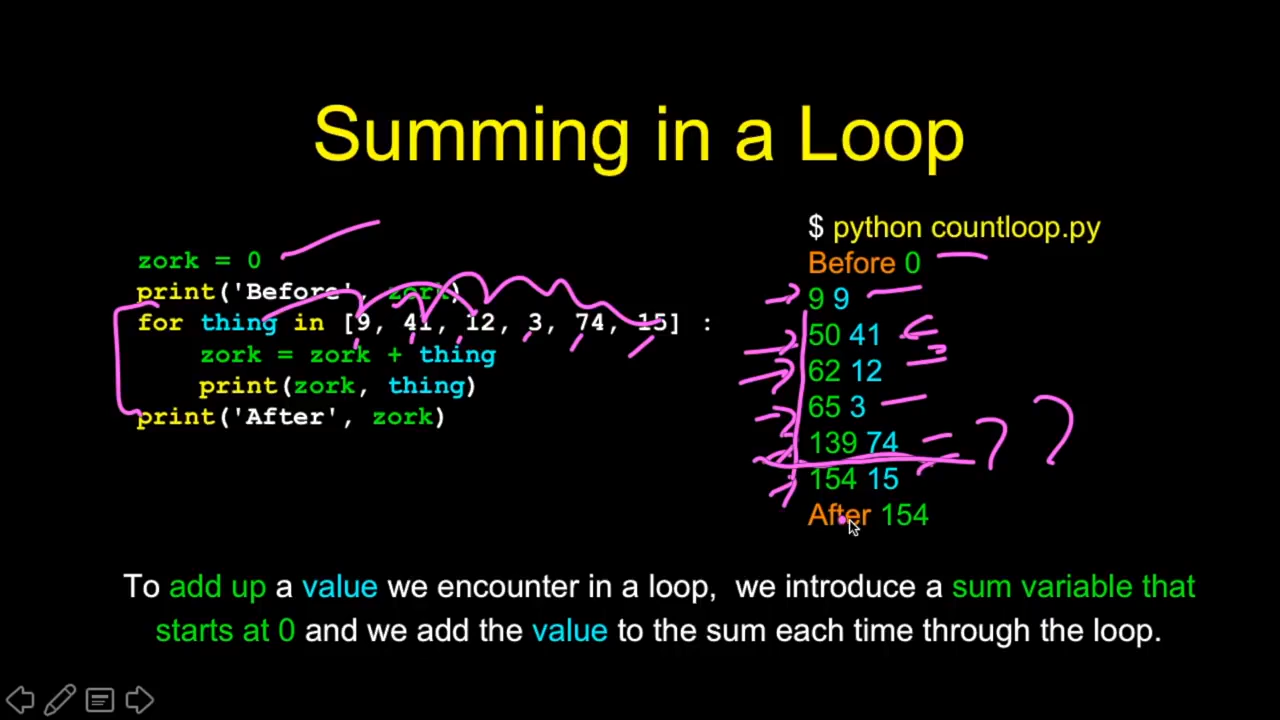 Summing in a Loop
zork = 0
print('Before', zork)
for thing in [9, 41, 12, 3, 74, 15] :
    zork = zork + thing
    print(zork, thing)
print('After', zork)
$ python countloop.py
Before 0
9 9
50 41
62 12
65 3
139 74
154 15
After 154
To add up a value we encounter in a loop,  we introduce a sum variable that
starts at 0 and we add the value to the sum each time through the loop.